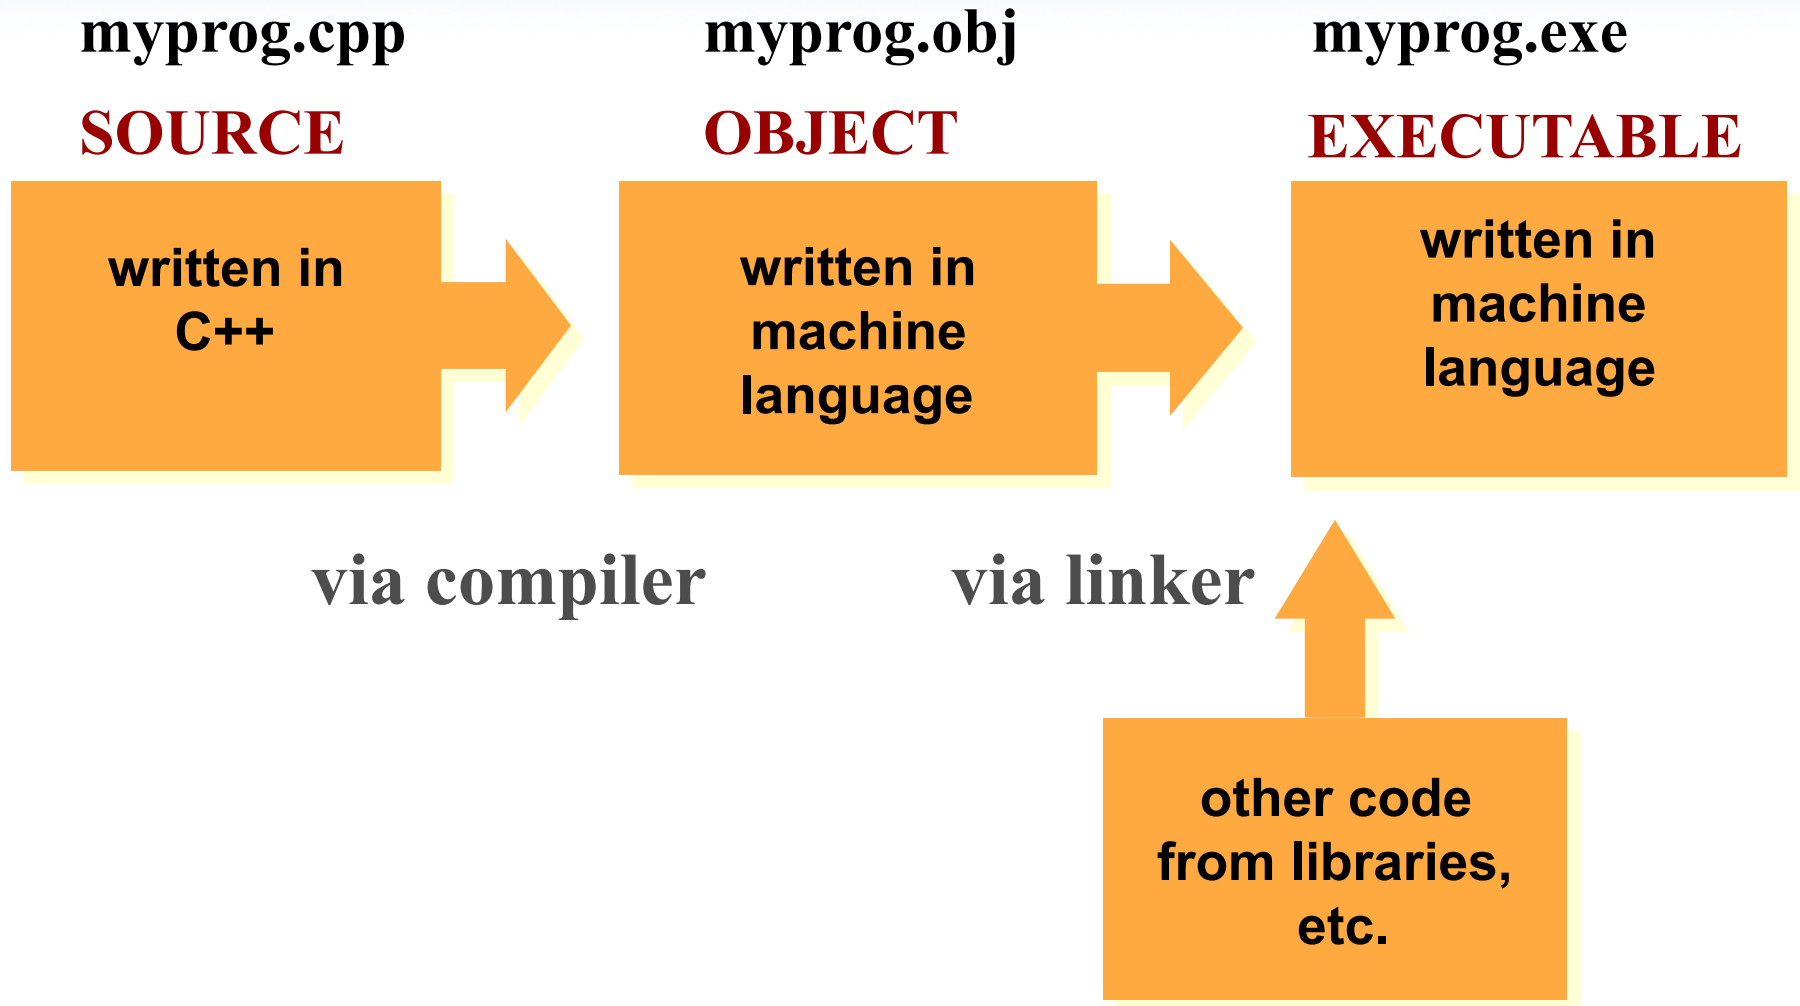 myprog.cpp
SOURCE
written in
C++
via compiler
myprog.obj
OBJECT
written in
machine
language
via linker
myprog.exe
EXECUTABLE
written in
machine
language
other code
from libraries,
etc.